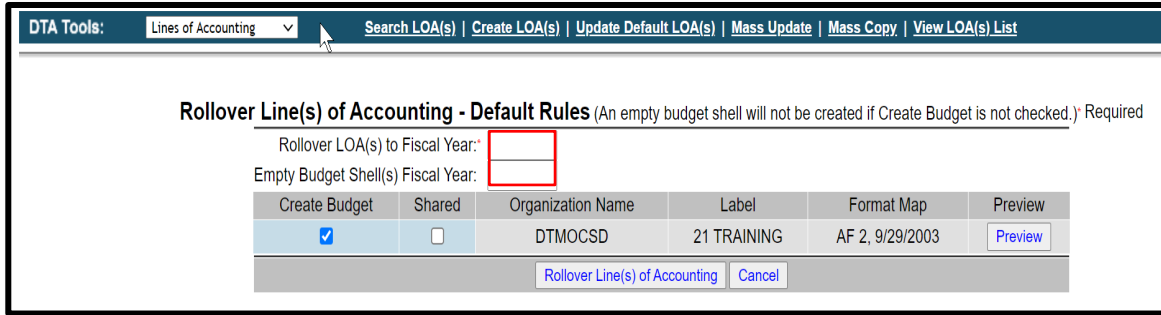 DTA Tools: Lines of Accounting Search LOA(s) | Create LOA(s) | Update Default LOA(s) | Mass Update | Mass Copy | View LOA(s) List
Rollover Line(s) of Accounting - Default Rules (An empty budget shell will not be created if Create Budget is not checked.)* Required
Rollover LOA(s) to Fiscal Year:*
Empty Budget Shell(s) Fiscal Year:
Create Budget Shared Organization Name Label Format Map Preview
DTMOCSD 21 TRAINING AF 2, 9/29/2003 Preview
Rollover Line(s) of Accounting Cancel